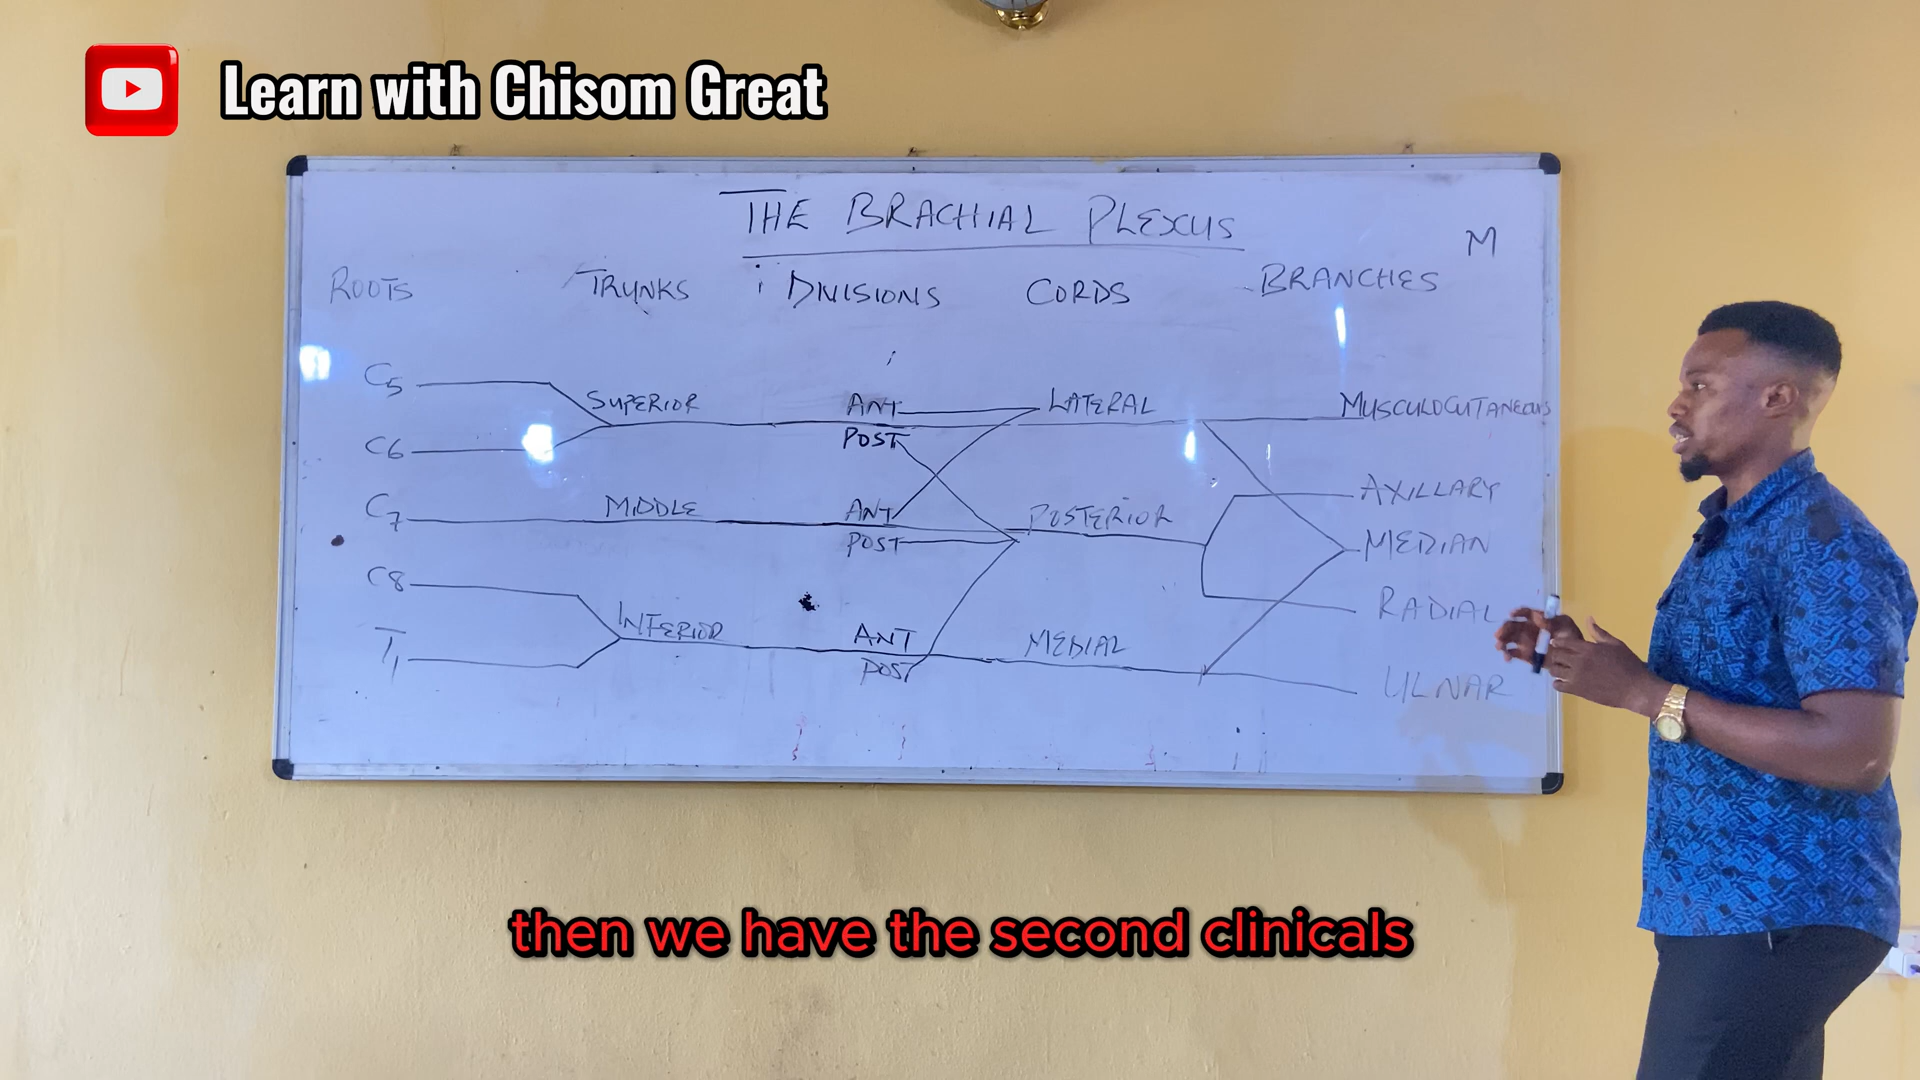 Learn with Chisom Great
THE BRACHIAL PLEXUS
M
ROOTS TRUNKS DIVISIONS CORDS BRANCHES
C5 SUPERIOR ANT LATERAL MUSCULOCUTANEOUS
POST
C6
AXILLARY
C7 MIDDLE ANT POSTERIOR
POST MEDIAN
C8
RADIAL
T1 INFERIOR ANT MEDIAL
POST ULNAR
then we have the second clinicals